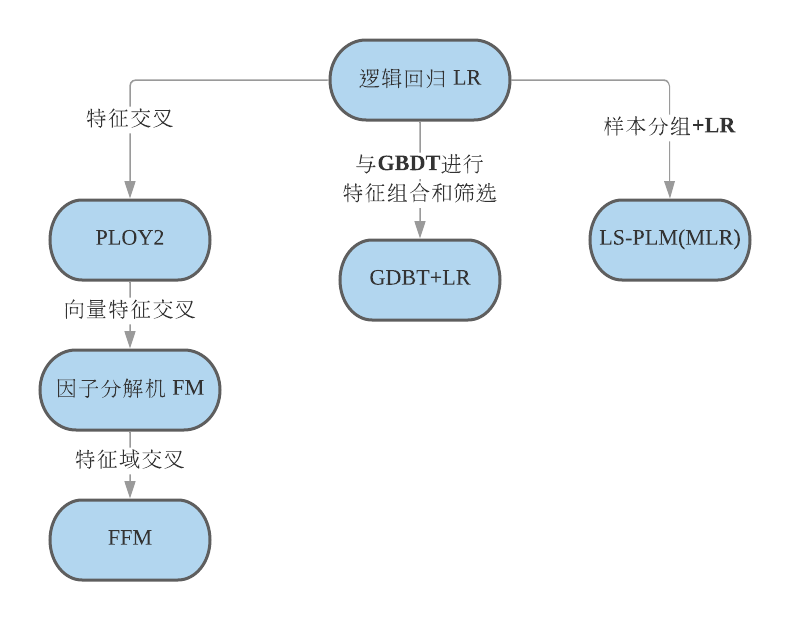 逻辑回归 LR
特征交叉
样本分组+LR
与GBDT进行
特征组合和筛选
PLOY2
LS-PLM(MLR)
GDBT+LR
向量特征交叉
因子分解机 FM
特征域交叉
FFM